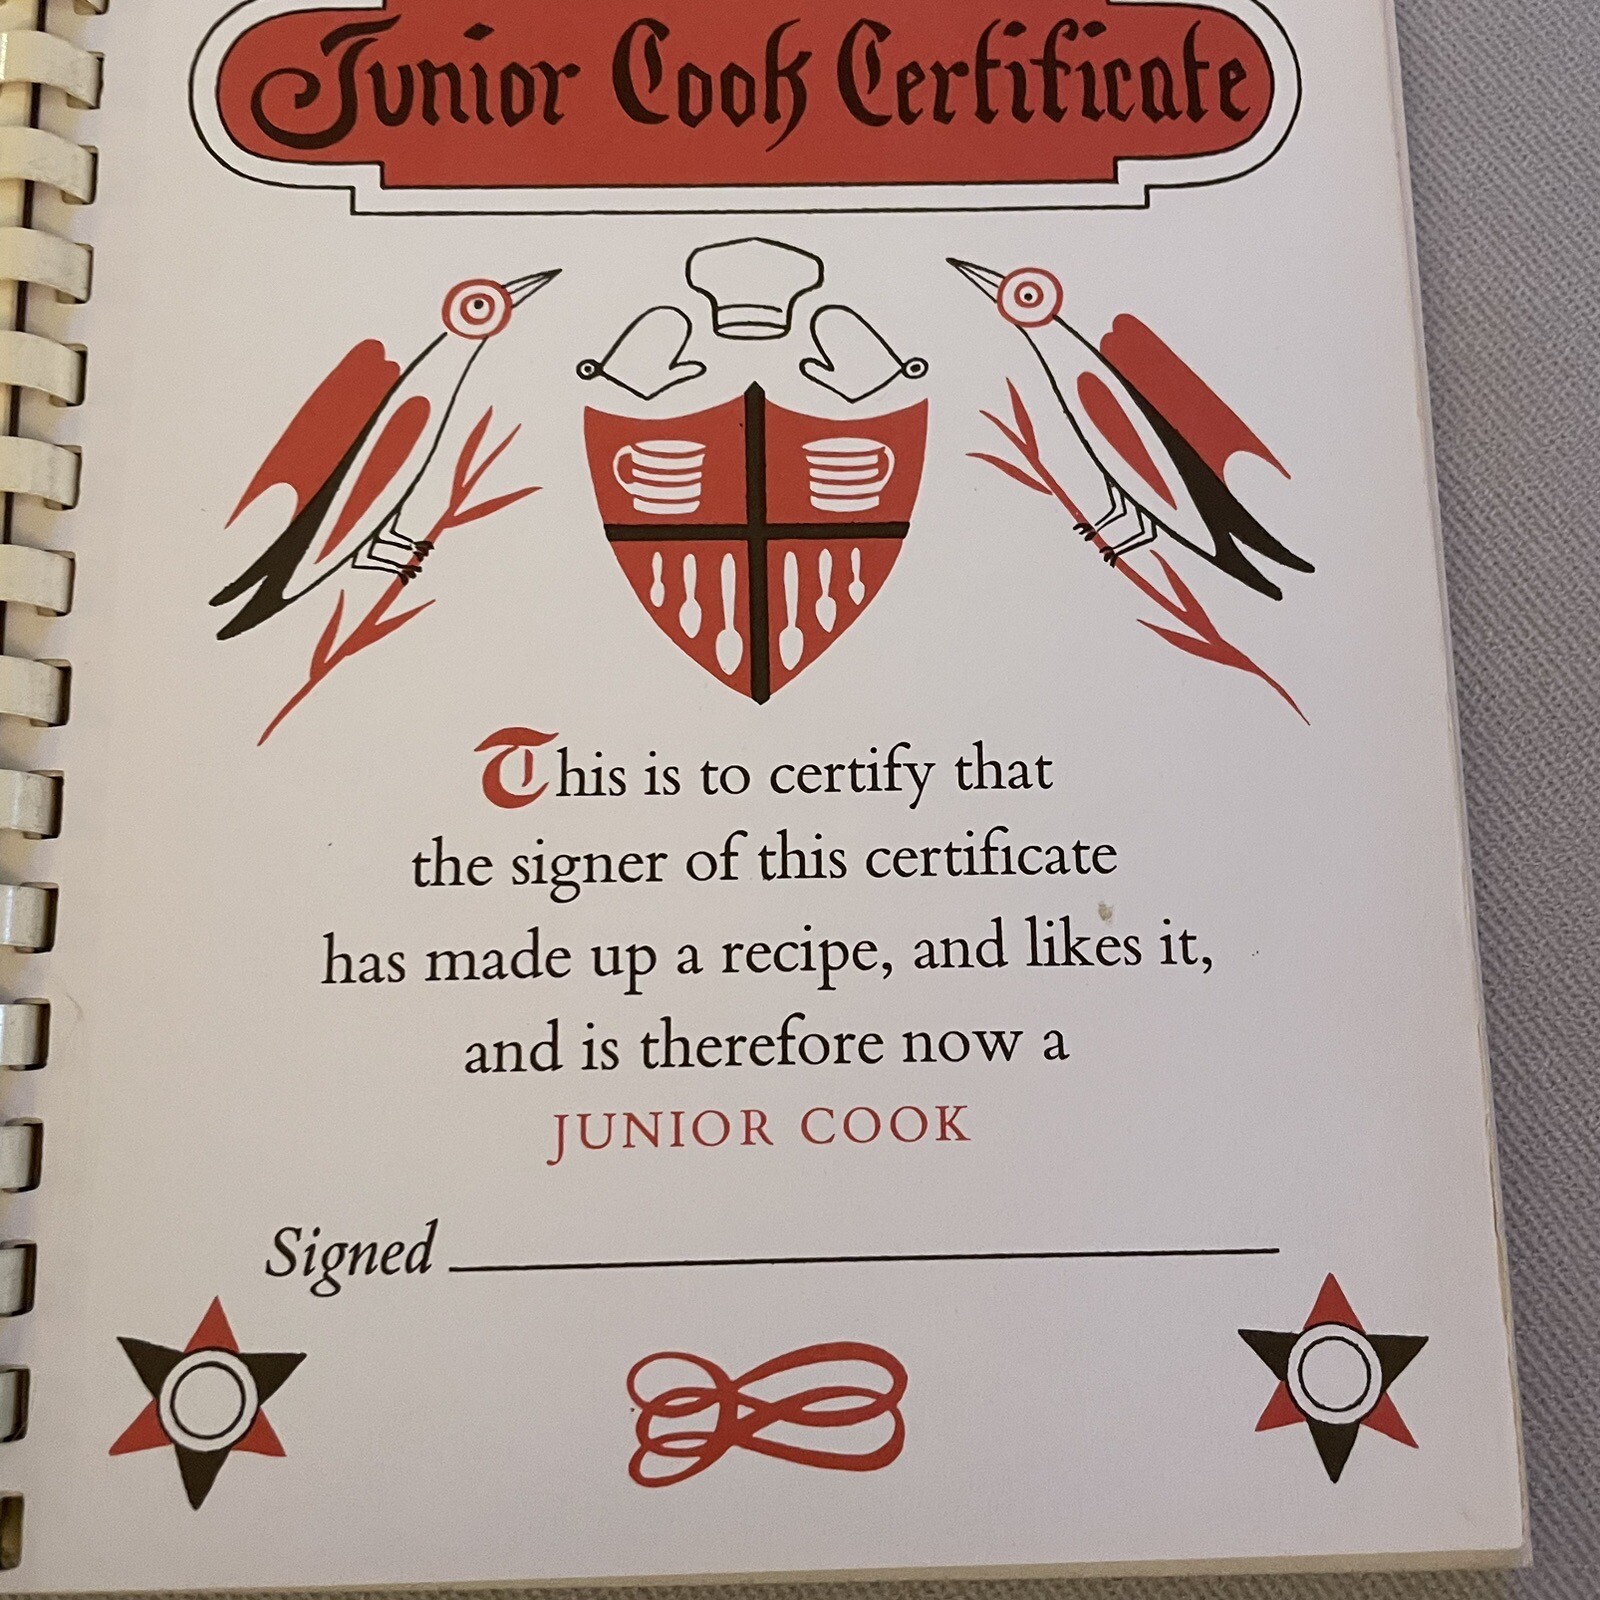 Junior Cook Certificate
This is to certify that
the signer of this certificate
has made up a recipe, and likes it,
and is therefore now a
JUNIOR COOK
Signed